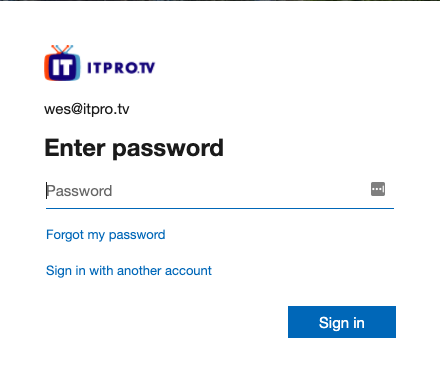 IT ITPRO.TV
wes@itpro.tv
Enter password
Password
Forgot my password
Sign in with another account
Sign in